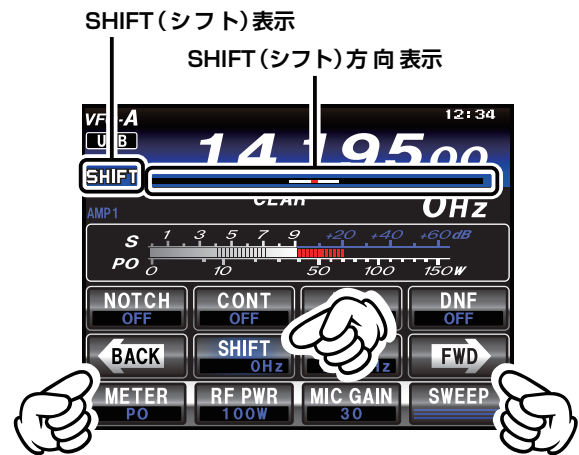 SHIFT(シフト)表示
SHIFT(シフト)方向表示
12:34
USB
14.195.00
SHIFT
AMP1
0Hz
S 1 3 5 7 9 +20 +40 +60dB
PO 0 10 50 100 150W
NOTCH CONT DNF
OFF OFF OFF
BACK SHIFT FWD
0Hz Hz
METER RF PWR MIC GAIN SWEEP
PO 100W 30